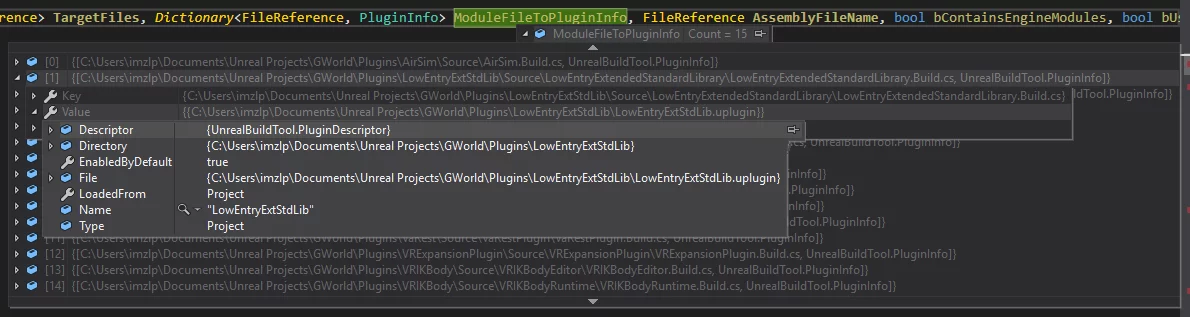 erence> TargetFiles, Dictionary<FileReference, PluginInfo> ModuleFileToPluginInfo, FileReference AssemblyFileName, bool bContainsEngineModules, bool bUs
ModuleFileToPluginInfo Count = 15
[0] {[C:\Users\imzlp\Documents\Unreal Projects\GWorld\Plugins\AirSim\Source\AirSim.Build.cs, UnrealBuildTool.PluginInfo]}
[1] {[C:\Users\imzlp\Documents\Unreal Projects\GWorld\Plugins\LowEntryExtStdLib\Source\LowEntryExtendedStandardLibrary\LowEntryExtendedStandardLibrary.Build.cs, UnrealBuildTool.PluginInfo]}
Key {C:\Users\imzlp\Documents\Unreal Projects\GWorld\Plugins\LowEntryExtStdLib\Source\LowEntryExtendedStandardLibrary\LowEntryExtendedStandardLibrary.Build.cs} ildTool.PluginInfo]}
Value {{C:\Users\imzlp\Documents\Unreal Projects\GWorld\Plugins\LowEntryExtStdLib\LowEntryExtStdLib.uplugin}}
Descriptor {UnrealBuildTool.PluginDescriptor}
Directory {C:\Users\imzlp\Documents\Unreal Projects\GWorld\Plugins\LowEntryExtStdLib} cs, UnrealBuildTool.PluginInfo]}
EnabledByDefault true
File {C:\Users\imzlp\Documents\Unreal Projects\GWorld\Plugins\LowEntryExtStdLib\LowEntryExtStdLib.uplugin} nInfo]}
LoadedFrom Project PluginInfo]}
Name "LowEntryExtStdLib" PluginInfo]}
Type Project ldTool.PluginInfo]}
[11] {[C:\Users\imzlp\Documents\Unreal Projects\GWorld\Plugins\VaRest\Source\VaRestPlugin\VaRestPlugin.Build.cs, UnrealBuildTool.PluginInfo]}
[12] {[C:\Users\imzlp\Documents\Unreal Projects\GWorld\Plugins\VRExpansionPlugin\Source\VRExpansionPlugin\VRExpansionPlugin.Build.cs, UnrealBuildTool.PluginInfo]}
[13] {[C:\Users\imzlp\Documents\Unreal Projects\GWorld\Plugins\VRIKBody\Source\VRIKBodyEditor\VRIKBodyEditor.Build.cs, UnrealBuildTool.PluginInfo]}
[14] {[C:\Users\imzlp\Documents\Unreal Projects\GWorld\Plugins\VRIKBody\Source\VRIKBodyRuntime\VRIKBodyRuntime.Build.cs, UnrealBuildTool.PluginInfo]}